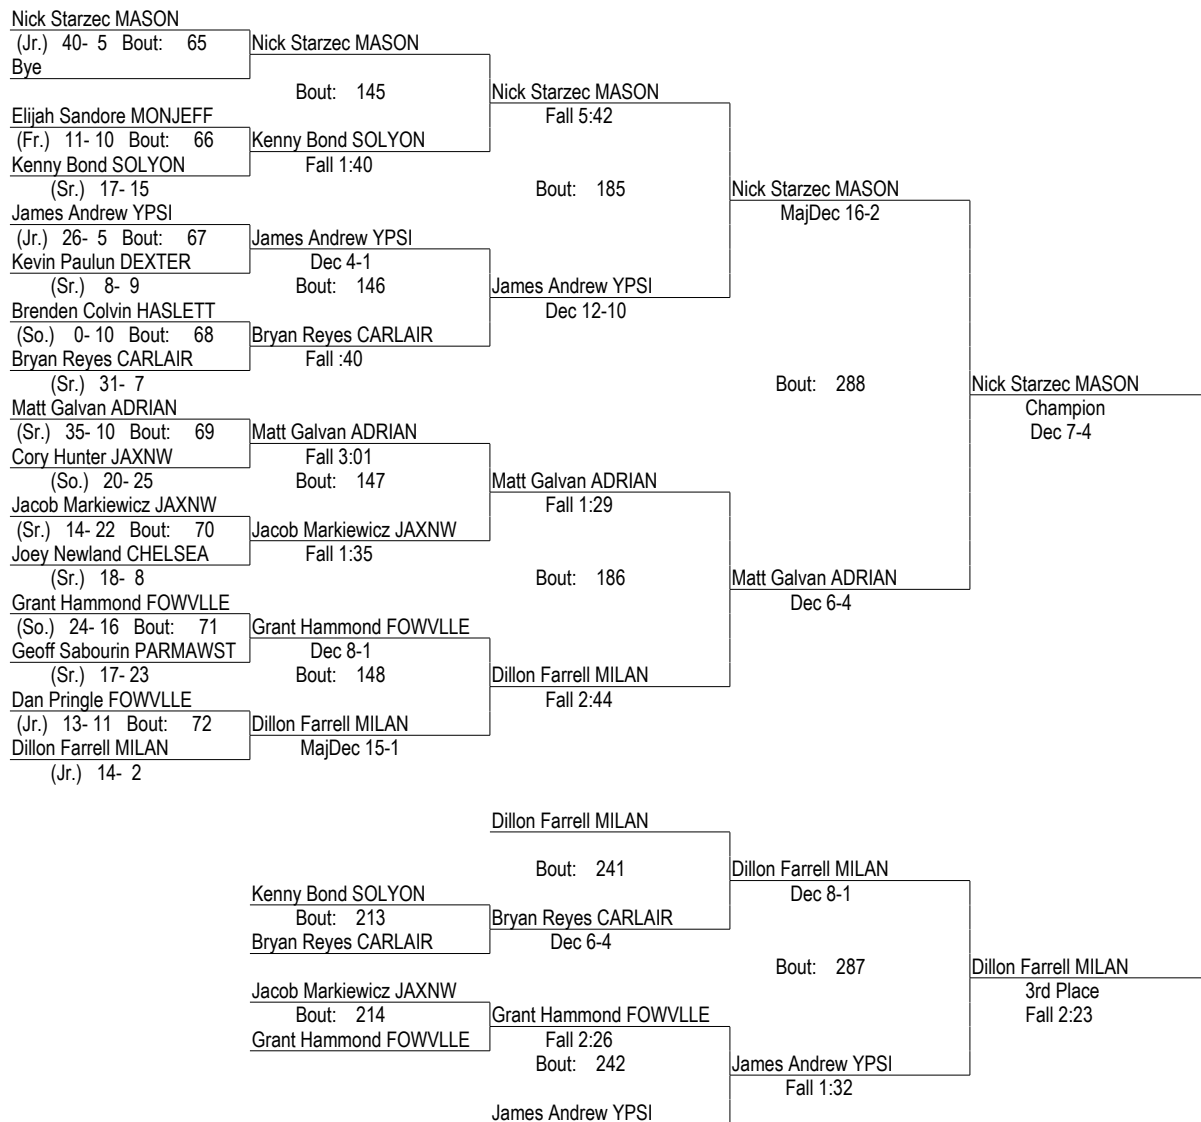 Nick Starzec MASON
(Jr.) 40- 5 Bout: 65 Nick Starzec MASON
Bye
Bout: 145 Nick Starzec MASON
Elijah Sandore MONJEFF Fall 5:42
(Fr.) 11- 10 Bout: 66 Kenny Bond SOLYON
Kenny Bond SOLYON Fall 1:40
(Sr.) 17- 15 Bout: 185 Nick Starzec MASON
James Andrew YPSI MajDec 16-2
(Jr.) 26- 5 Bout: 67 James Andrew YPSI
Kevin Paulun DEXTER Dec 4-1
(Sr.) 8- 9 Bout: 146 James Andrew YPSI
Brenden Colvin HASLETT Dec 12-10
(So.) 0- 10 Bout: 68 Bryan Reyes CARLAIR
Bryan Reyes CARLAIR Fall :40
(Sr.) 31- 7 Bout: 288 Nick Starzec MASON
Matt Galvan ADRIAN Champion
(Sr.) 35- 10 Bout: 69 Matt Galvan ADRIAN Dec 7-4
Cory Hunter JAXNW Fall 3:01
(So.) 20- 25 Bout: 147 Matt Galvan ADRIAN
Jacob Markiewicz JAXNW Fall 1:29
(Sr.) 14- 22 Bout: 70 Jacob Markiewicz JAXNW
Joey Newland CHELSEA Fall 1:35
(Sr.) 18- 8 Bout: 186 Matt Galvan ADRIAN
Grant Hammond FOWVLLE Dec 6-4
(So.) 24- 16 Bout: 71 Grant Hammond FOWVLLE
Geoff Sabourin PARMAWST Dec 8-1
(Sr.) 17- 23 Bout: 148 Dillon Farrell MILAN
Dan Pringle FOWVLLE Fall 2:44
(Jr.) 13- 11 Bout: 72 Dillon Farrell MILAN
Dillon Farrell MILAN MajDec 15-1
(Jr.) 14- 2
Dillon Farrell MILAN
Bout: 241 Dillon Farrell MILAN
Kenny Bond SOLYON Dec 8-1
Bout: 213 Bryan Reyes CARLAIR
Bryan Reyes CARLAIR Dec 6-4
Bout: 287 Dillon Farrell MILAN
Jacob Markiewicz JAXNW 3rd Place
Bout: 214 Grant Hammond FOWVLLE Fall 2:23
Grant Hammond FOWVLLE Fall 2:26
Bout: 242 James Andrew YPSI
Fall 1:32
James Andrew YPSI